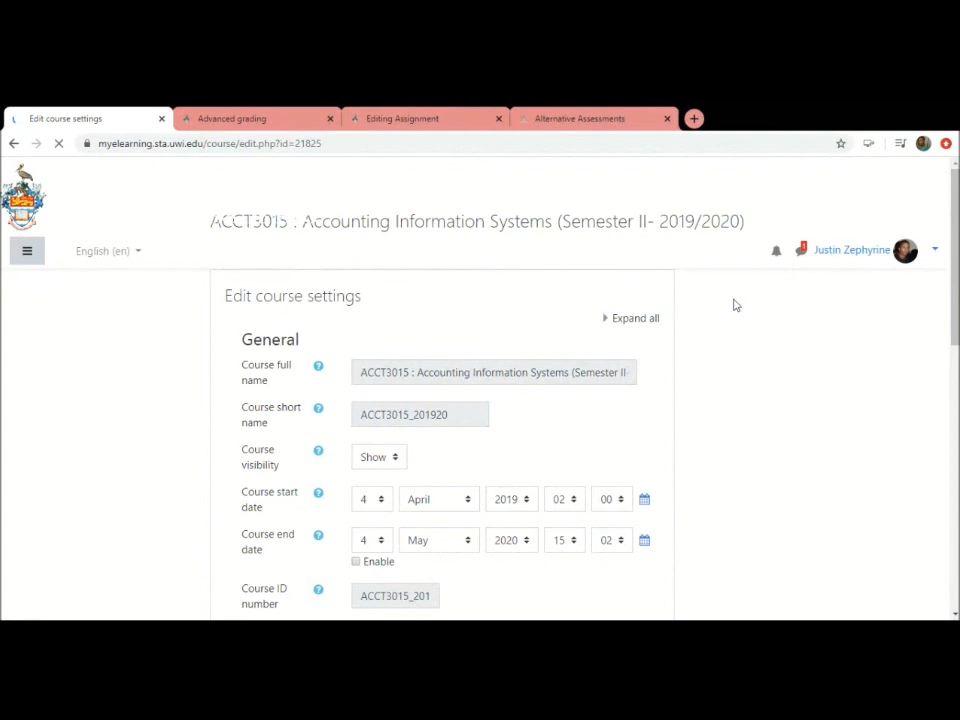 Edit course settings
Advanced grading
Editing Assignment
Alternative Assessments
myelearning.sta.uwi.edu/course/edit.php?id=21825
ACCT3015 : Accounting Information Systems (Semester II- 2019/2020)
English (en)
Justin Zephyrine
Edit course settings
Expand all
General
Course full name
ACCT3015 : Accounting Information Systems (Semester II-
Course short name
ACCT3015_201920
Course visibility
Show
Course start date
4 April 2019 02 00
Course end date
4 May 2020 15 02
Enable
Course ID number
ACCT3015_201